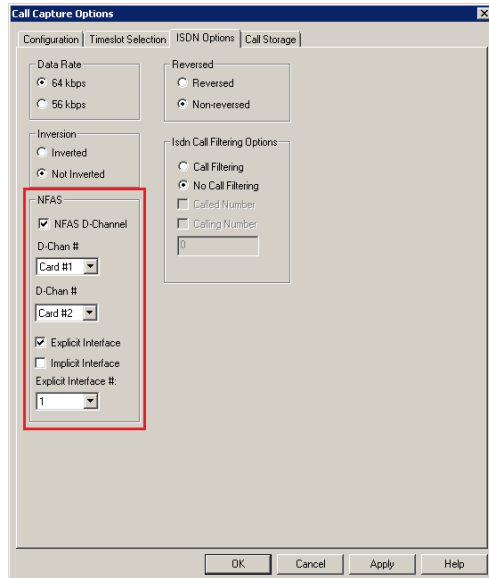 Call Capture Options
Configuration
Timeslot Selection
ISDN Options
Call Storage
Data Rate
64 kbps
56 kbps
Reversed
Reversed
Non-reversed
Inversion
Inverted
Not Inverted
Isdn Call Filtering Options
Call Filtering
No Call Filtering
Called Number
Calling Number
0
NFAS
NFAS D-Channel
D-Chan #
Card #1
D-Chan #
Card #2
Explicit Interface
Implicit Interface
Explicit Interface #:
1
OK
Cancel
Apply
Help